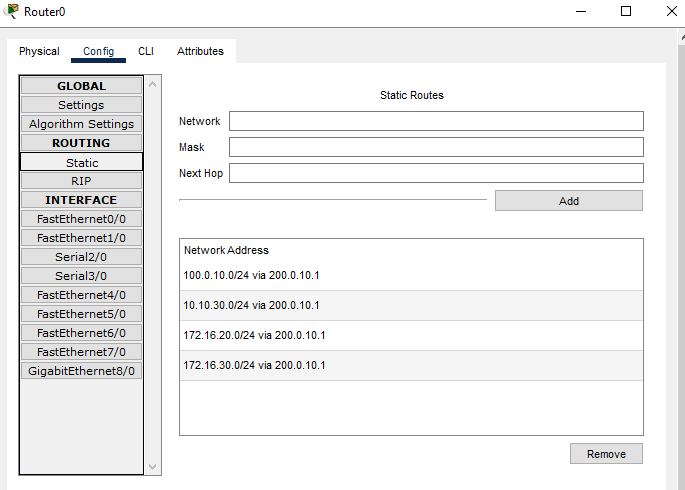 Router0
Physical Config CLI Attributes
GLOBAL
Settings
Algorithm Settings
ROUTING
Static
RIP
INTERFACE
FastEthernet0/0
FastEthernet1/0
Serial2/0
Serial3/0
FastEthernet4/0
FastEthernet5/0
FastEthernet6/0
FastEthernet7/0
GigabitEthernet8/0
Static Routes
Network
Mask
Next Hop
Add
Network Address
100.0.10.0/24 via 200.0.10.1
10.10.30.0/24 via 200.0.10.1
172.16.20.0/24 via 200.0.10.1
172.16.30.0/24 via 200.0.10.1
Remove